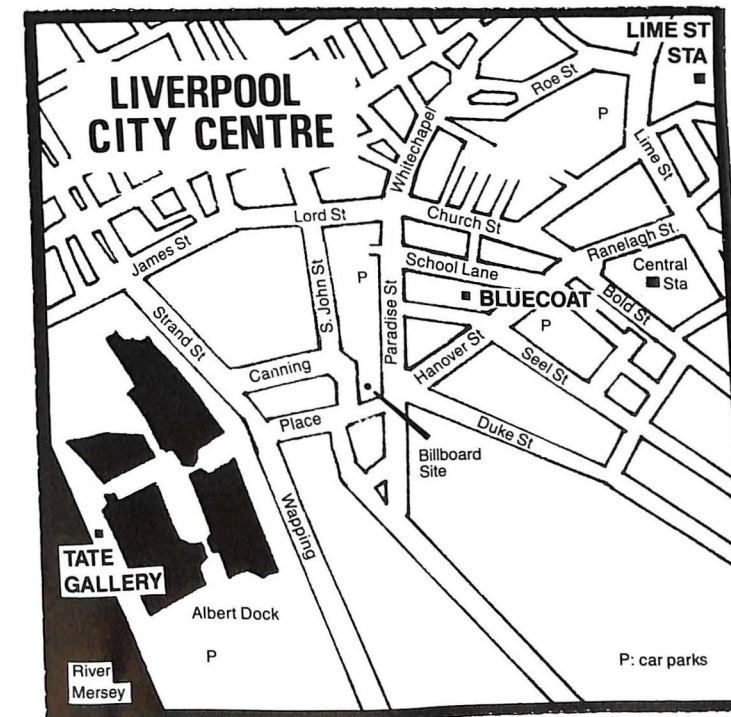 LIME ST
STA
LIVERPOOL
CITY CENTRE
Roe St
P
Whitechapel
Lime St
Lord St
Church St
James St
Ranelagh St.
School Lane
Central
Sta
S. John St
P
BLUECOAT
Bold St
Strand St
Paradise St
P
Hanover St
Seel St
Canning
Place
Duke St
Billboard
Site
Wapping
TATE
GALLERY
Albert Dock
P
River
Mersey
P: car parks